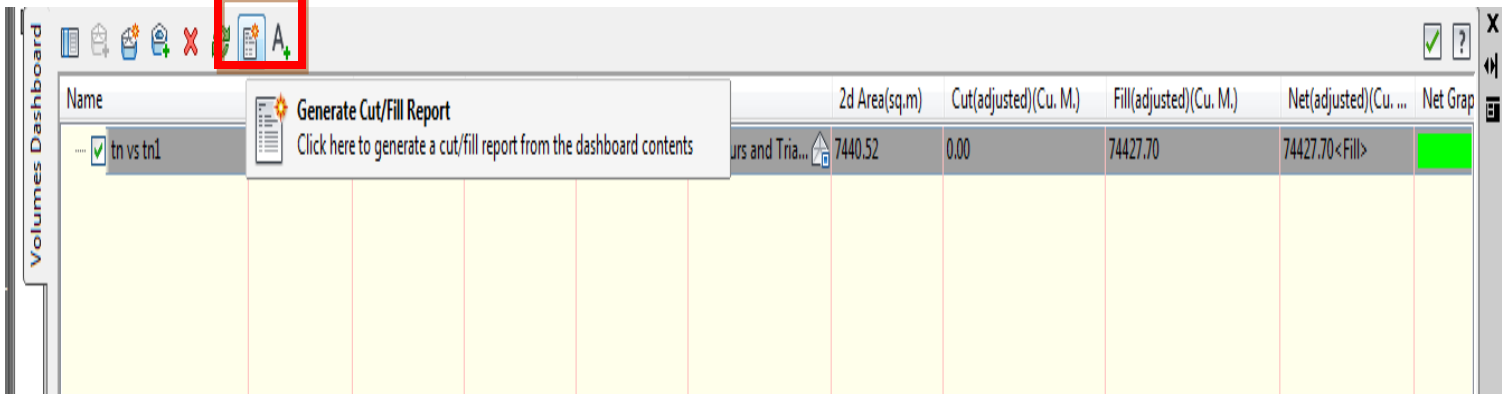 Volumes Dashboard
Name 2d Area(sq.m) Cut(adjusted)(Cu. M.) Fill(adjusted)(Cu. M.) Net(adjusted)(Cu. ... Net Grap
Generate Cut/Fill Report
Click here to generate a cut/fill report from the dashboard contents
tn vs tn1 urs and Tria... 7440.52 0.00 74427.70 74427.70<Fill>